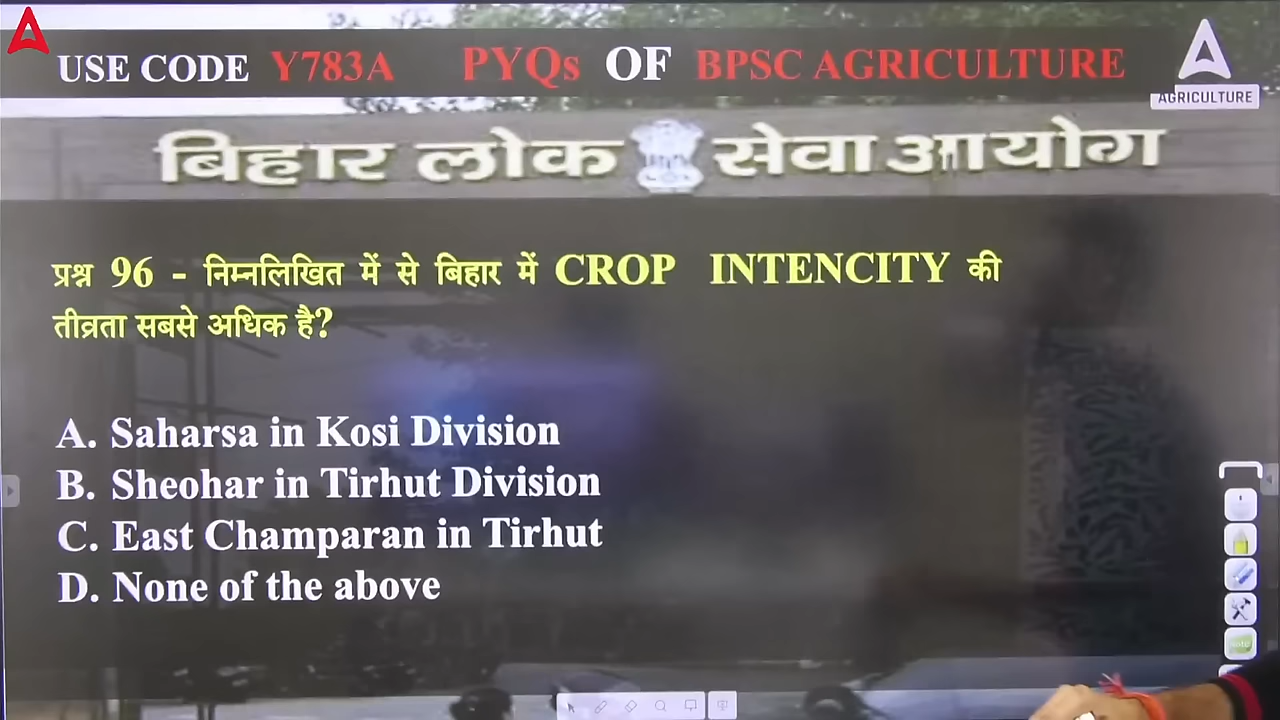 USE CODE Y783A PYQs OF BPSC AGRICULTURE
AGRICULTURE
बिहार लोक सेवा आयोग
प्रश्न 96 - निम्नलिखित में से बिहार में CROP INTENCITY की
तीव्रता सबसे अधिक है?
A. Saharsa in Kosi Division
B. Sheohar in Tirhut Division
C. East Champaran in Tirhut
D. None of the above